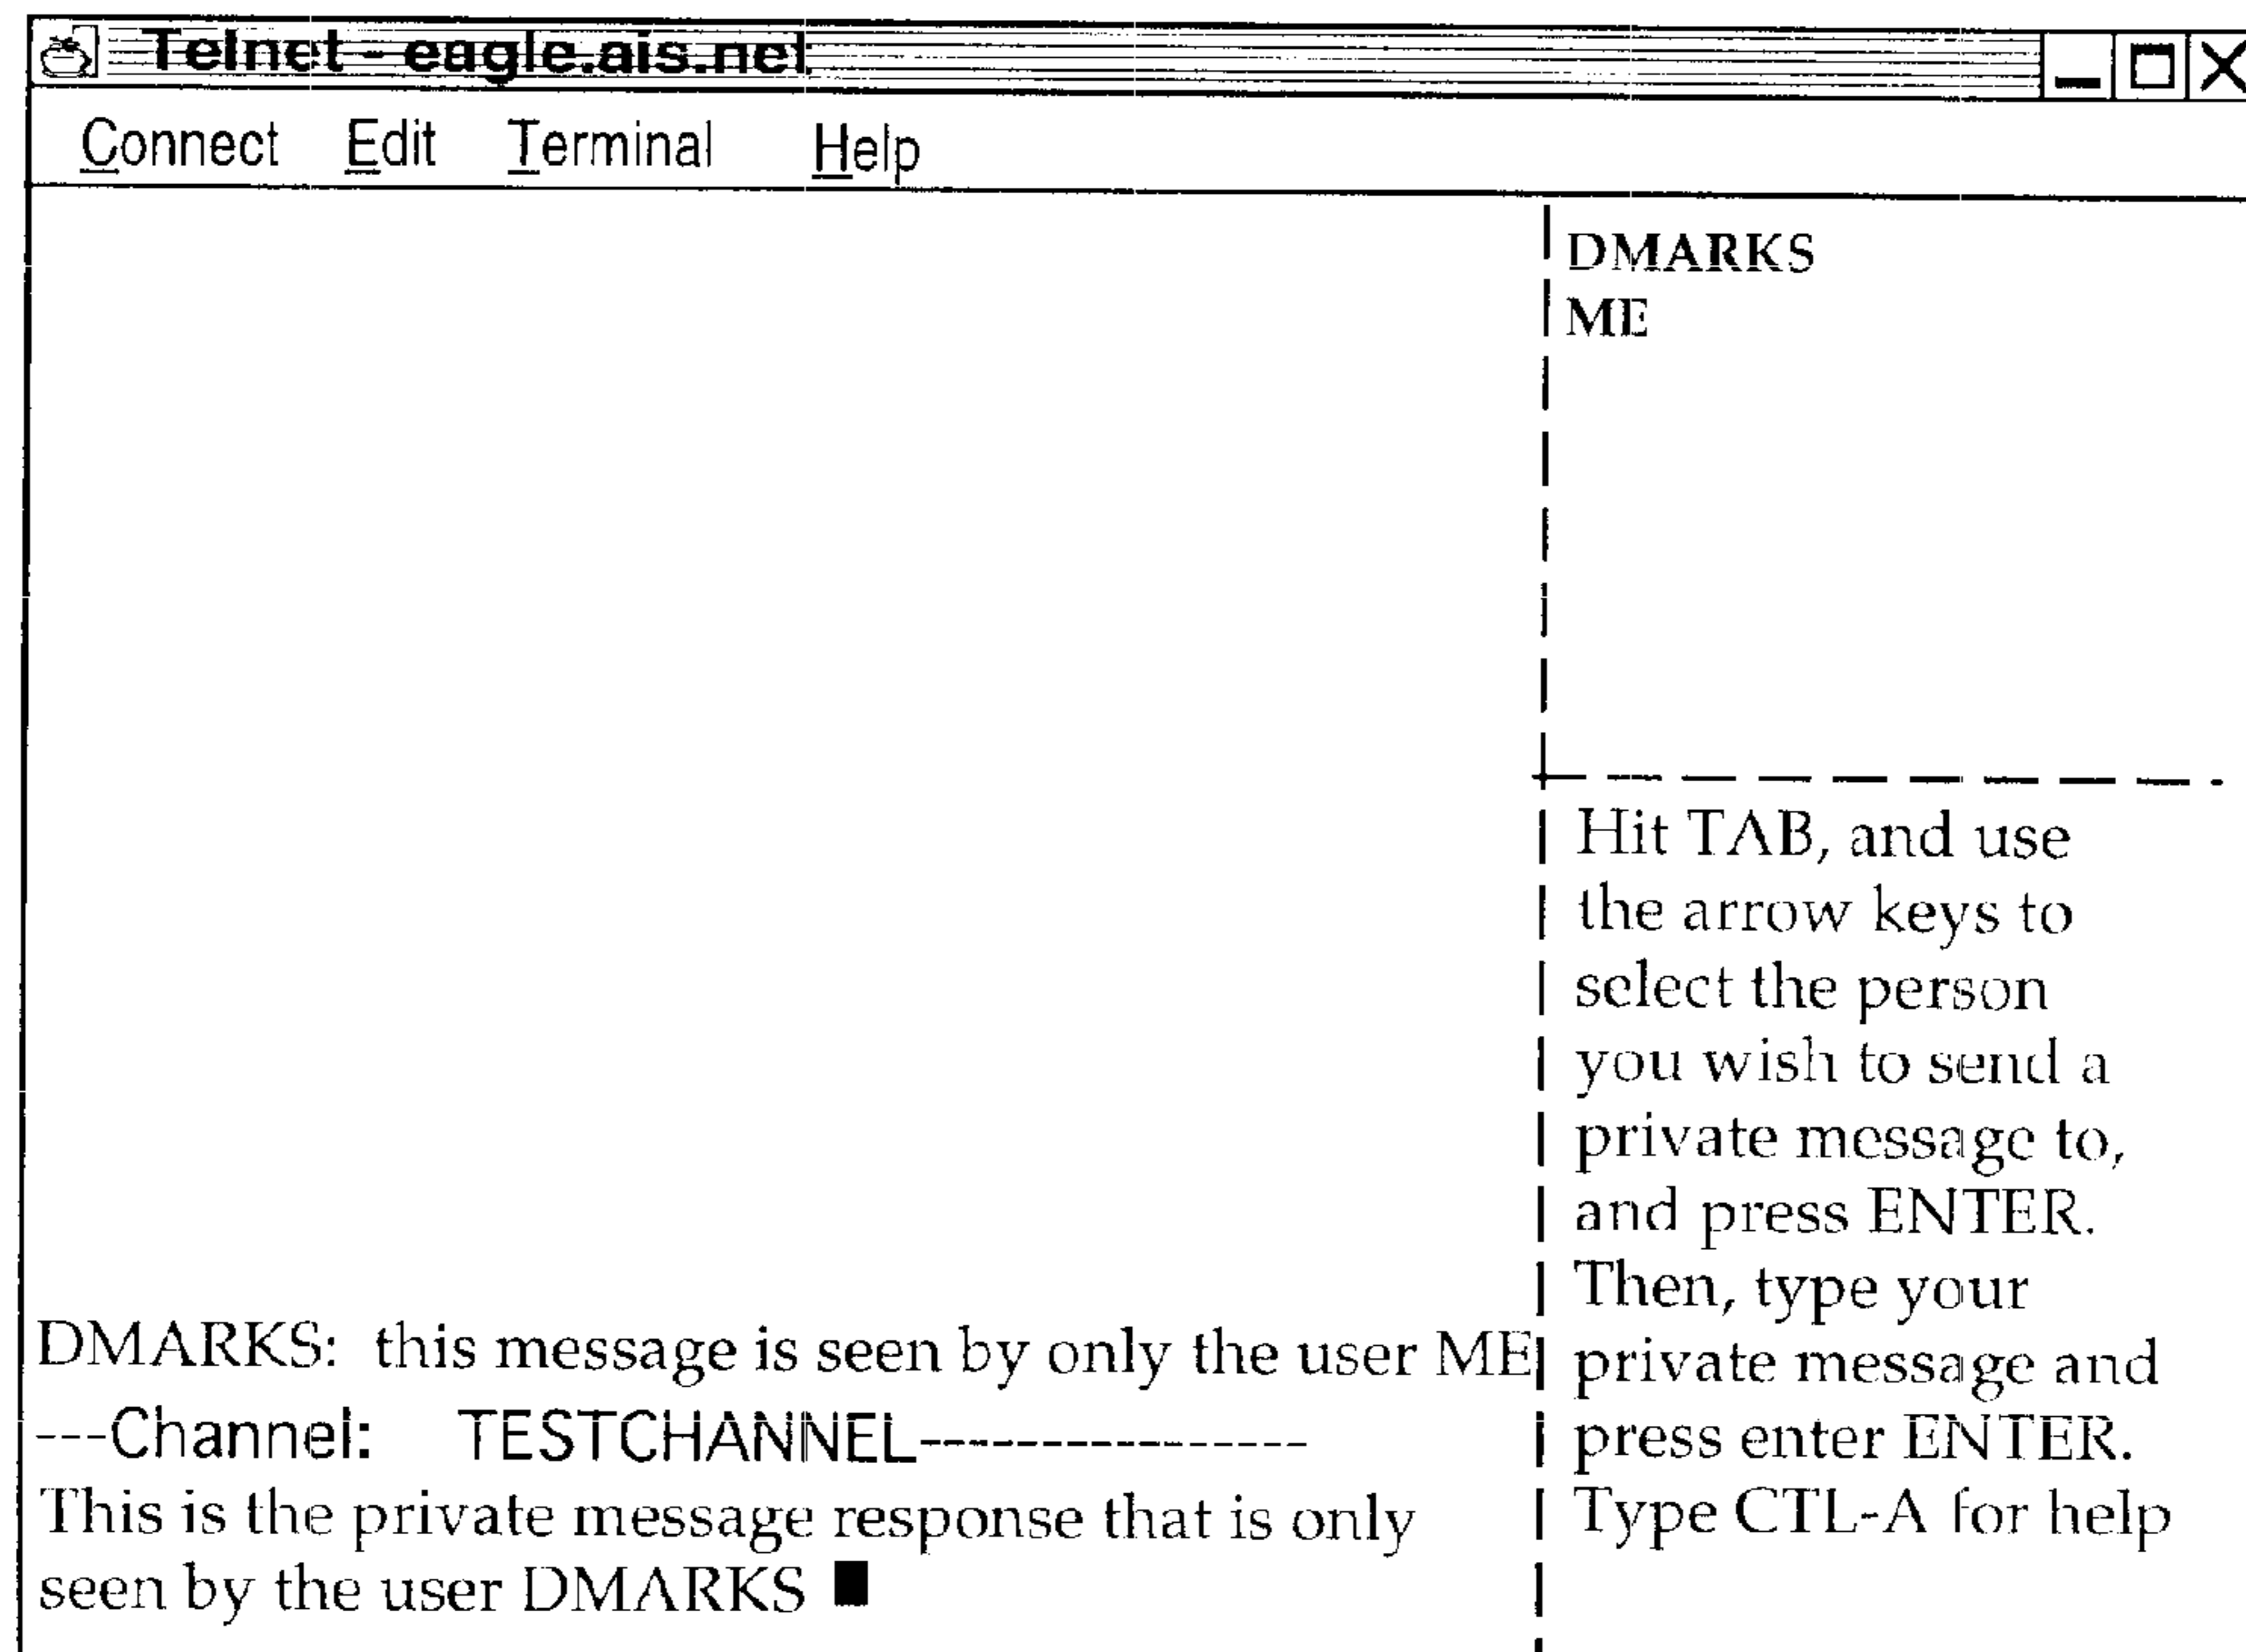 Telnet - eagle.ais.net
Connect Edit Terminal Help
DMARKS
ME
Hit TAB, and use
the arrow keys to
select the person
you wish to send a
private message to,
and press ENTER.
Then, type your
private message and
press enter ENTER.
Type CTL-A for help
DMARKS: this message is seen by only the user ME
---Channel: TESTCHANNEL----------------
This is the private message response that is only
seen by the user DMARKS